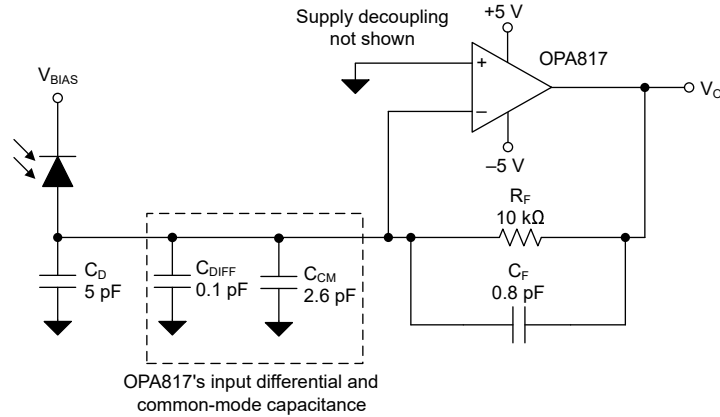 Supply decoupling
not shown
+5 V
OPA817
+
–
VBIAS
VO
–5 V
RF
10 kΩ
CD
5 pF
CDIFF
0.1 pF
CCM
2.6 pF
CF
0.8 pF
OPA817's input differential and
common-mode capacitance